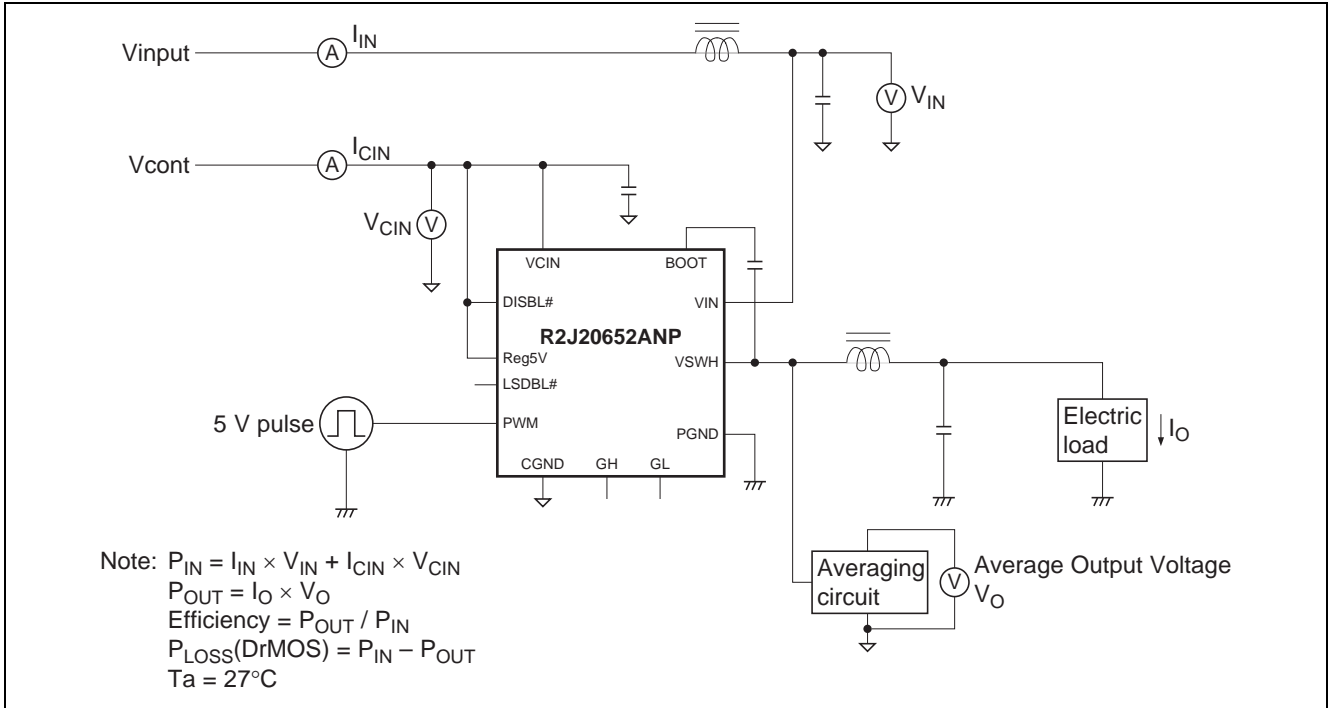 Vinput
A
I_IN
V
V_IN
Vcont
A
I_CIN
V_CIN
V
VCIN
BOOT
DISBL#
VIN
R2J20652ANP
Reg5V
VSWH
LSDBL#
5 V pulse
PWM
PGND
Electric
load
I_O
CGND
GH
GL
Averaging
circuit
V
Average Output Voltage
V_O
Note: P_IN = I_IN × V_IN + I_CIN × V_CIN
P_OUT = I_O × V_O
Efficiency = P_OUT / P_IN
P_LOSS(DrMOS) = P_IN – P_OUT
Ta = 27°C